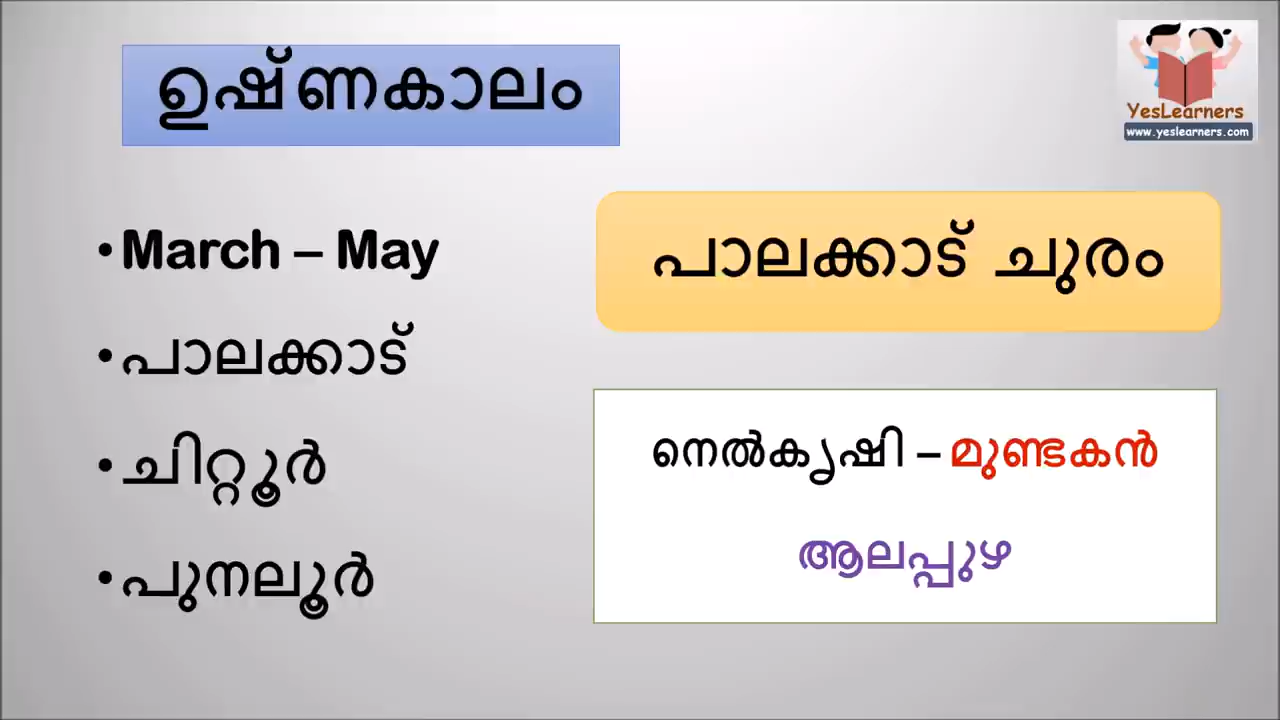 ഉഷ്ണകാലം
YesLearners
www.yeslearners.com
•March – May
•പാലക്കാട്
•ചിറ്റൂർ
•പുനലൂർ
പാലക്കാട് ചുരം
നെൽകൃഷി – മുണ്ടകൻ
ആലപ്പുഴ